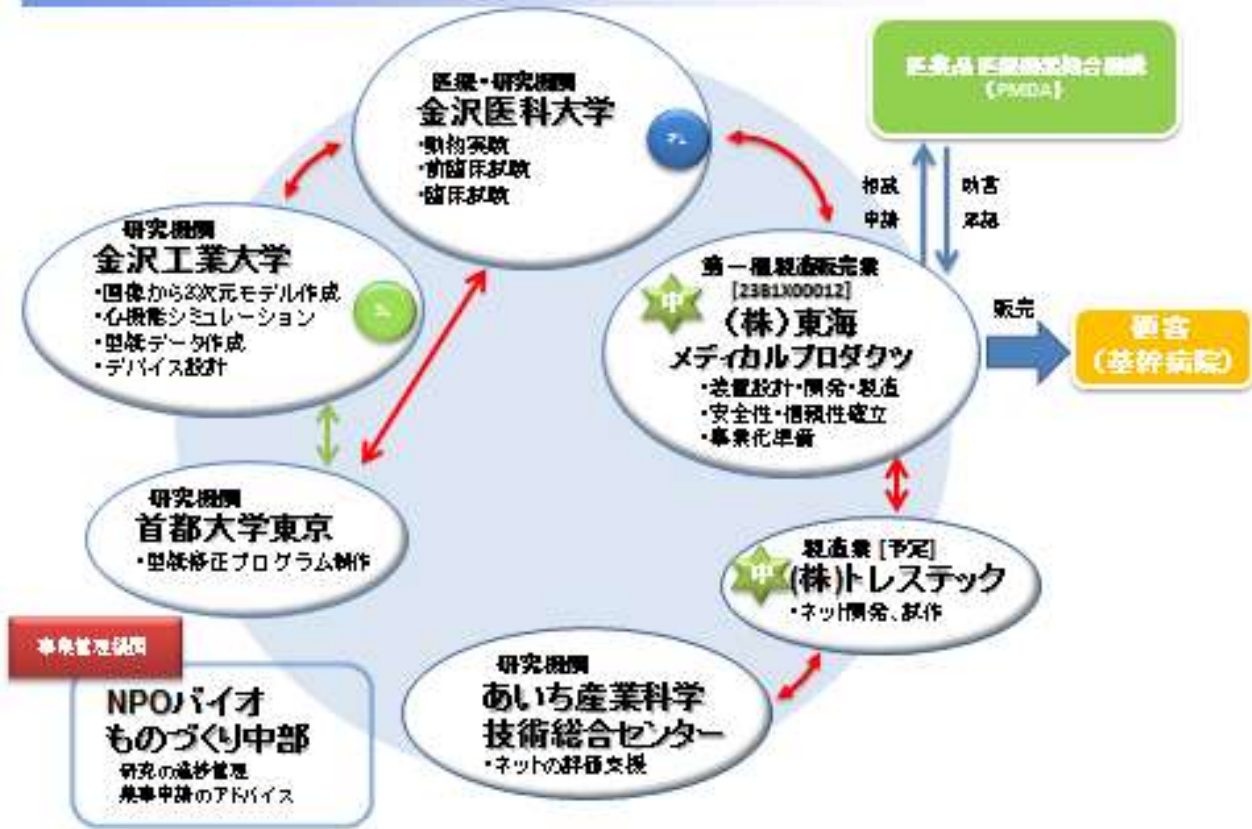 医療・研究機関
金沢医科大学
・動物実験
・前臨床試験
・臨床試験
医薬品医療機器総合機構
(PMDA)
相談
申請
助言
承認
研究機関
金沢工業大学
・画像から3次元モデル作成
・心機能シミュレーション
・型紙データ作成
・デバイス設計
第一種製造販売業
[23B1X00012]
中
(株)東海
メディカルプロダクツ
・装置設計・開発・製造
・安全性・信頼性確立
・事業化準備
販売
顧客
(基幹病院)
研究機関
首都大学東京
・型紙修正プログラム制作
製造業 [予定]
中
(株)トレステック
・ネット開発、試作
事業管理機関
NPOバイオ
ものづくり中部
研究の進捗管理
薬事申請のアドバイス
研究機関
あいち産業科学
技術総合センター
・ネットの評価支援